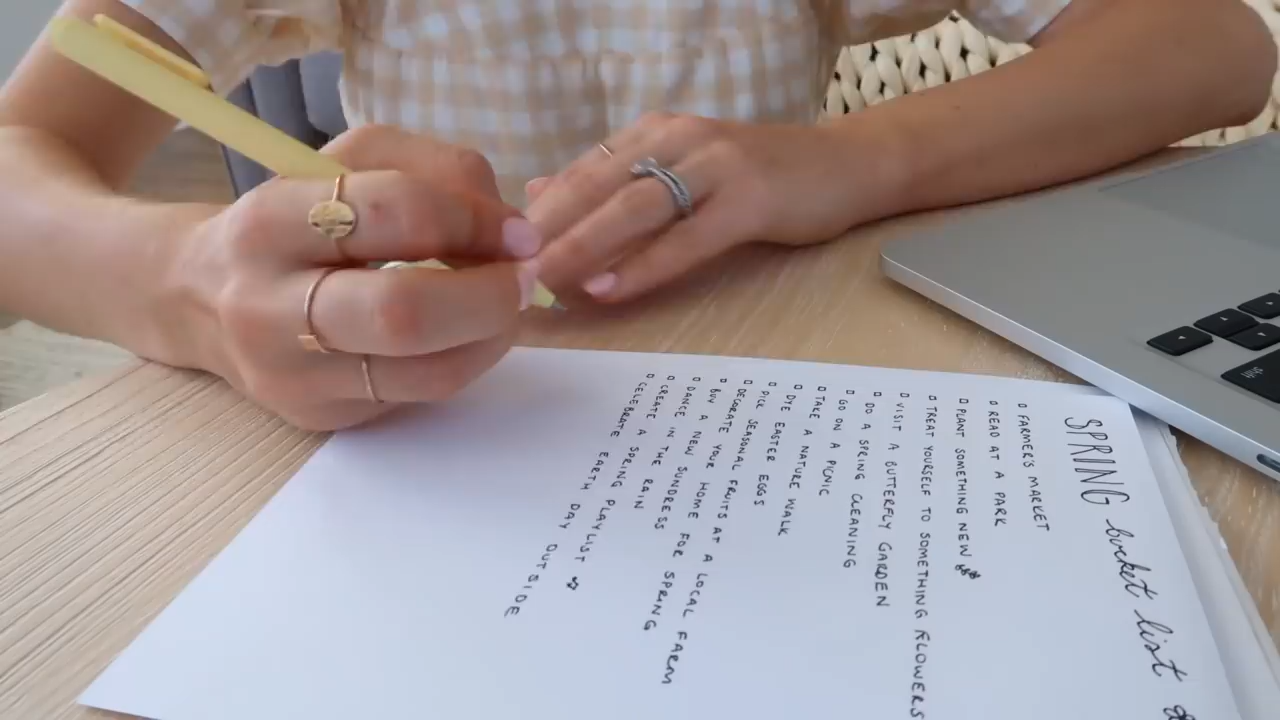 SPRING bucket list
FARMER'S MARKET
READ AT A PARK
PLANT SOMETHING NEW
TREAT YOURSELF TO SOMETHING FLOWERS
VISIT A BUTTERFLY GARDEN
DO A SPRING CLEANING
GO ON A PICNIC
TAKE A NATURE WALK
DYE EASTER EGGS
PICK SEASONAL FRUITS AT A LOCAL FARM
DECORATE YOUR HOME FOR SPRING
BUY A NEW SUNDRESS
DANCE IN THE RAIN
CREATE A SPRING PLAYLIST
CELEBRATE EARTH DAY OUTSIDE